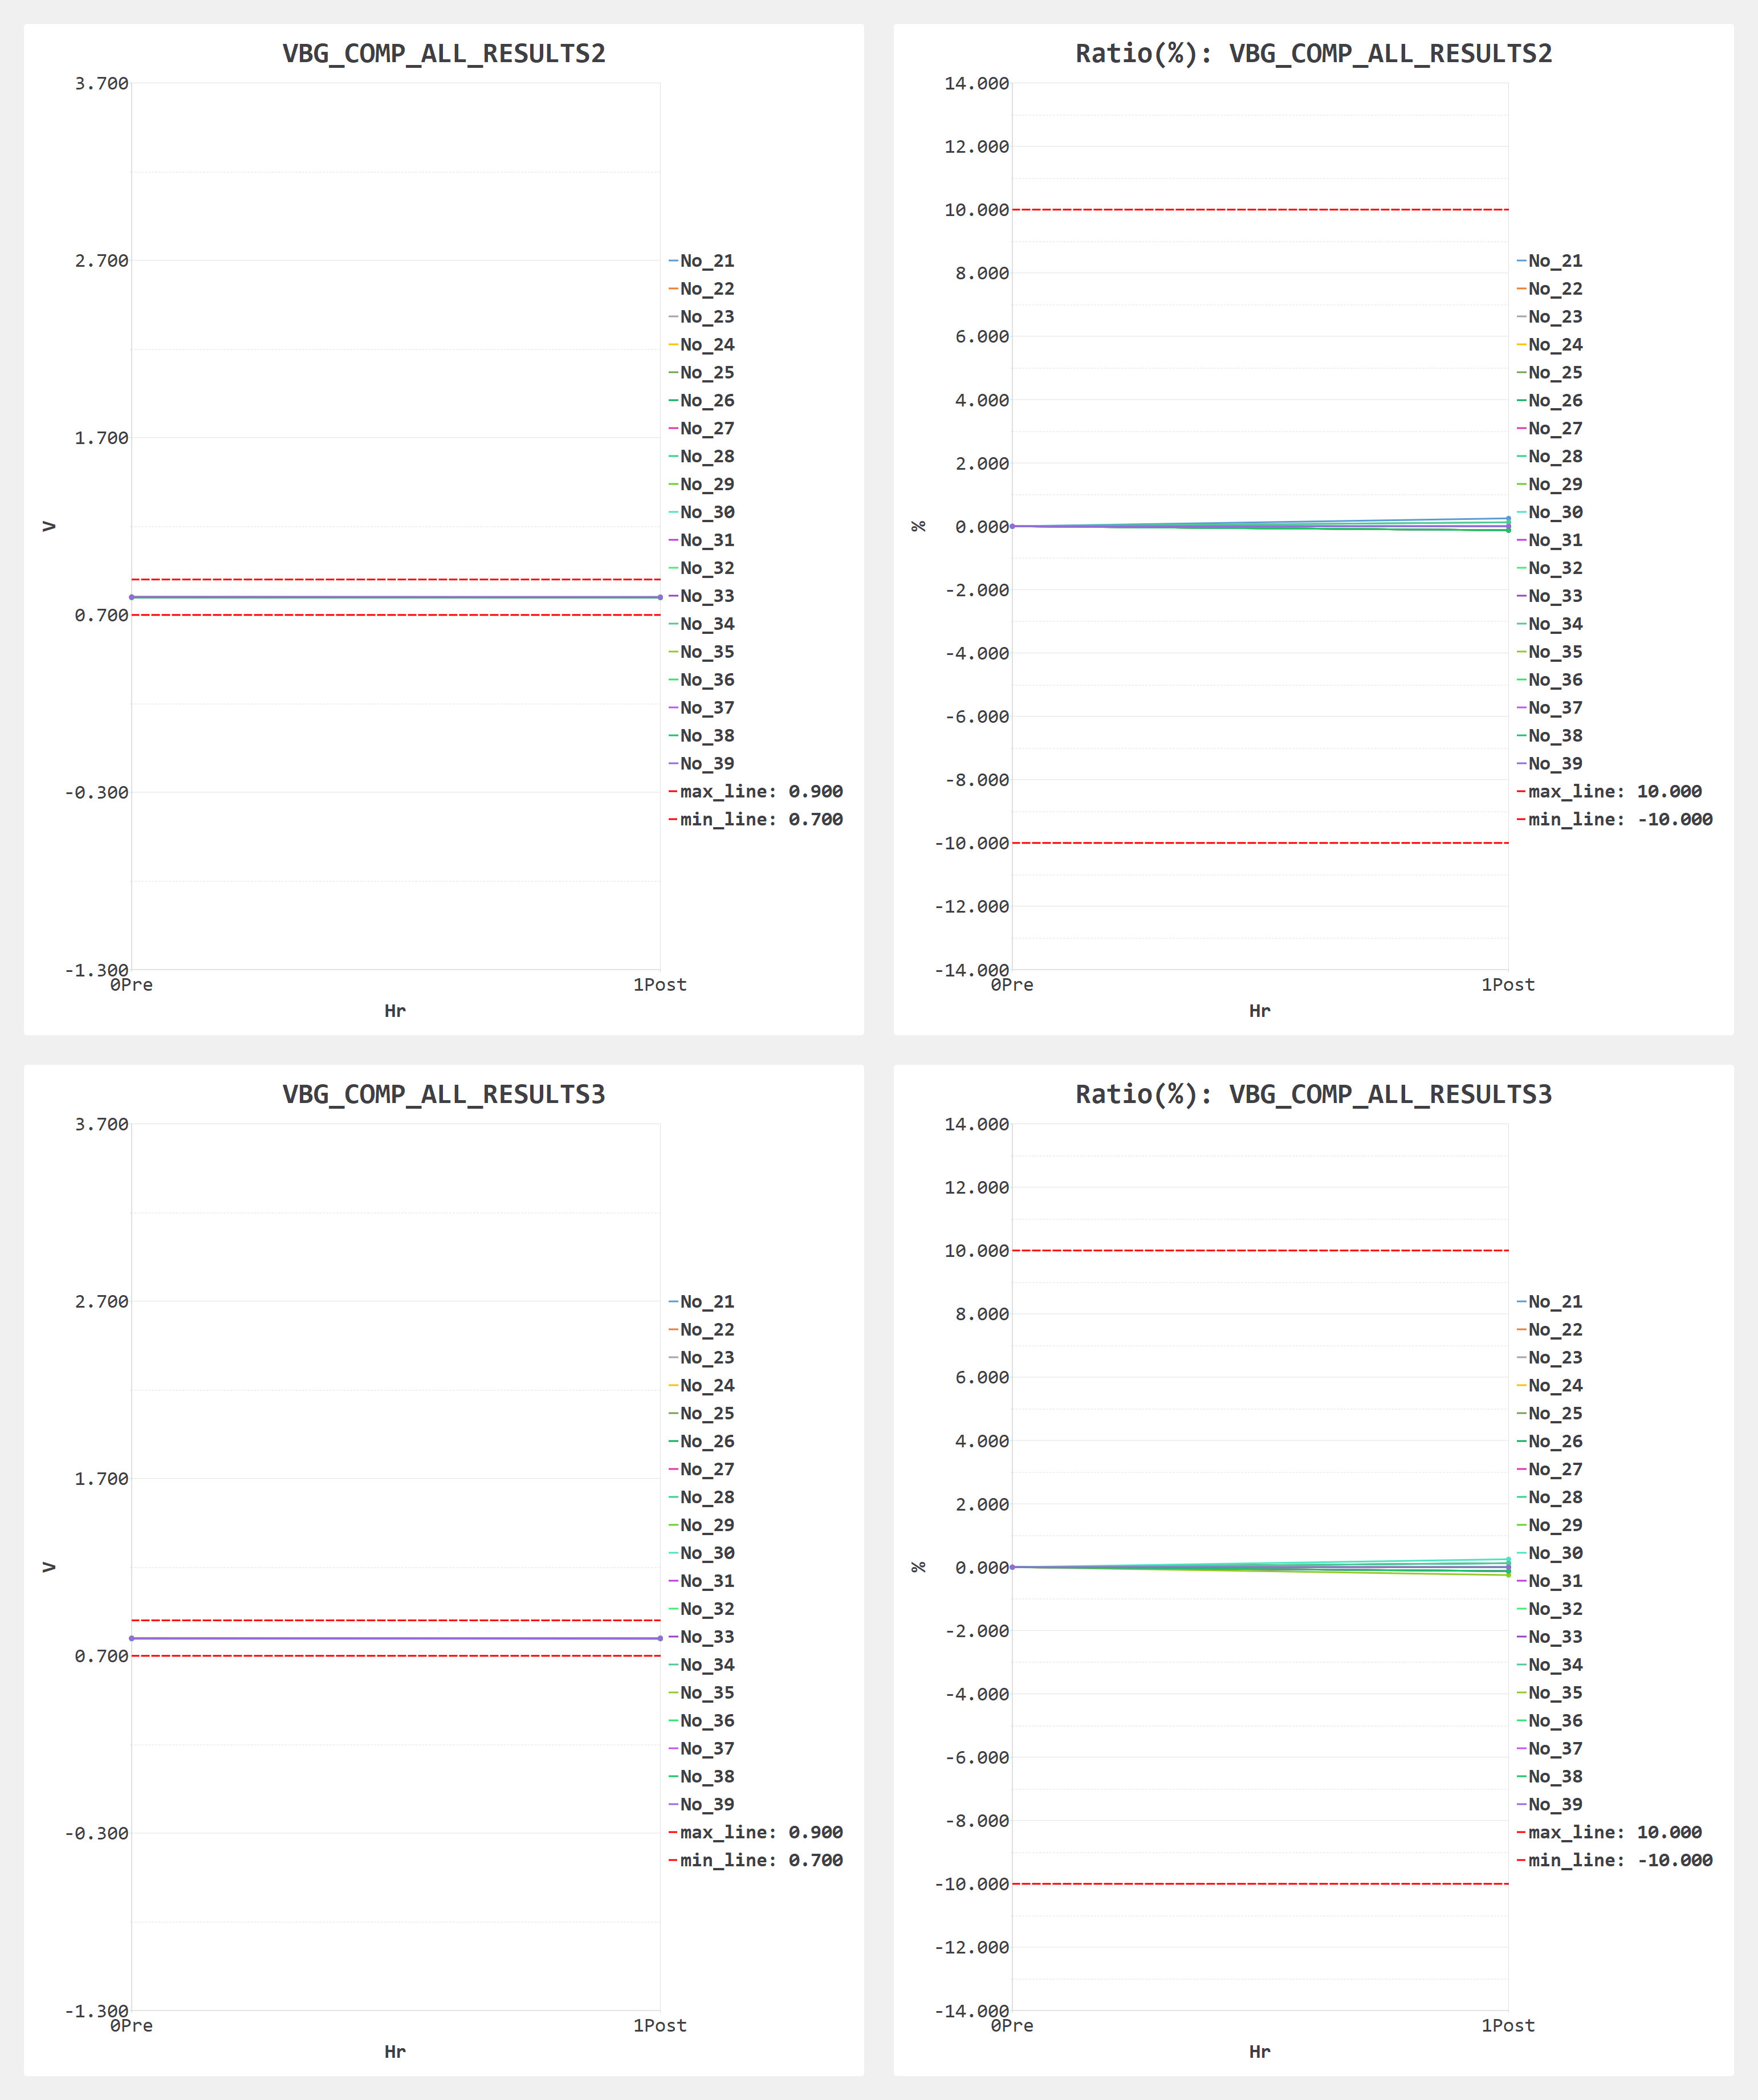 VBG_COMP_ALL_RESULTS2
3.700
2.700
1.700
0.700
-0.300
-1.300
V
0Pre
1Post
Hr
No_21
No_22
No_23
No_24
No_25
No_26
No_27
No_28
No_29
No_30
No_31
No_32
No_33
No_34
No_35
No_36
No_37
No_38
No_39
max_line: 0.900
min_line: 0.700
Ratio(%): VBG_COMP_ALL_RESULTS2
14.000
12.000
10.000
8.000
6.000
4.000
2.000
0.000
-2.000
-4.000
-6.000
-8.000
-10.000
-12.000
-14.000
%
0Pre
1Post
Hr
No_21
No_22
No_23
No_24
No_25
No_26
No_27
No_28
No_29
No_30
No_31
No_32
No_33
No_34
No_35
No_36
No_37
No_38
No_39
max_line: 10.000
min_line: -10.000
VBG_COMP_ALL_RESULTS3
3.700
2.700
1.700
0.700
-0.300
-1.300
V
0Pre
1Post
Hr
No_21
No_22
No_23
No_24
No_25
No_26
No_27
No_28
No_29
No_30
No_31
No_32
No_33
No_34
No_35
No_36
No_37
No_38
No_39
max_line: 0.900
min_line: 0.700
Ratio(%): VBG_COMP_ALL_RESULTS3
14.000
12.000
10.000
8.000
6.000
4.000
2.000
0.000
-2.000
-4.000
-6.000
-8.000
-10.000
-12.000
-14.000
%
0Pre
1Post
Hr
No_21
No_22
No_23
No_24
No_25
No_26
No_27
No_28
No_29
No_30
No_31
No_32
No_33
No_34
No_35
No_36
No_37
No_38
No_39
max_line: 10.000
min_line: -10.000